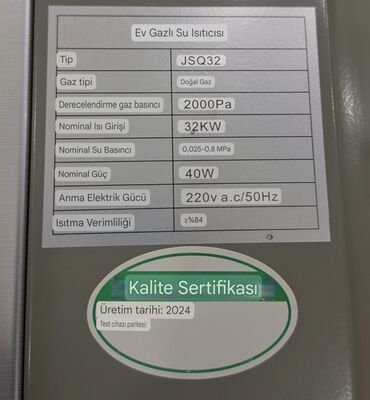 Ev Gazlı Su Isıtıcısı
Tip JSQ32
Gaz tipi Doğal Gaz
Derecelendirme gaz basıncı 2000Pa
Nominal Isı Girişi 32KW
Nominal Su Basıncı 0,025-0,8 MPa
Nominal Güç 40W
Anma Elektrik Gücü 220v a.c/50Hz
Isıtma Verimliliği ≥%84
Kalite Sertifikası
Üretim tarihi: 2024
Test cihazı paritesi: